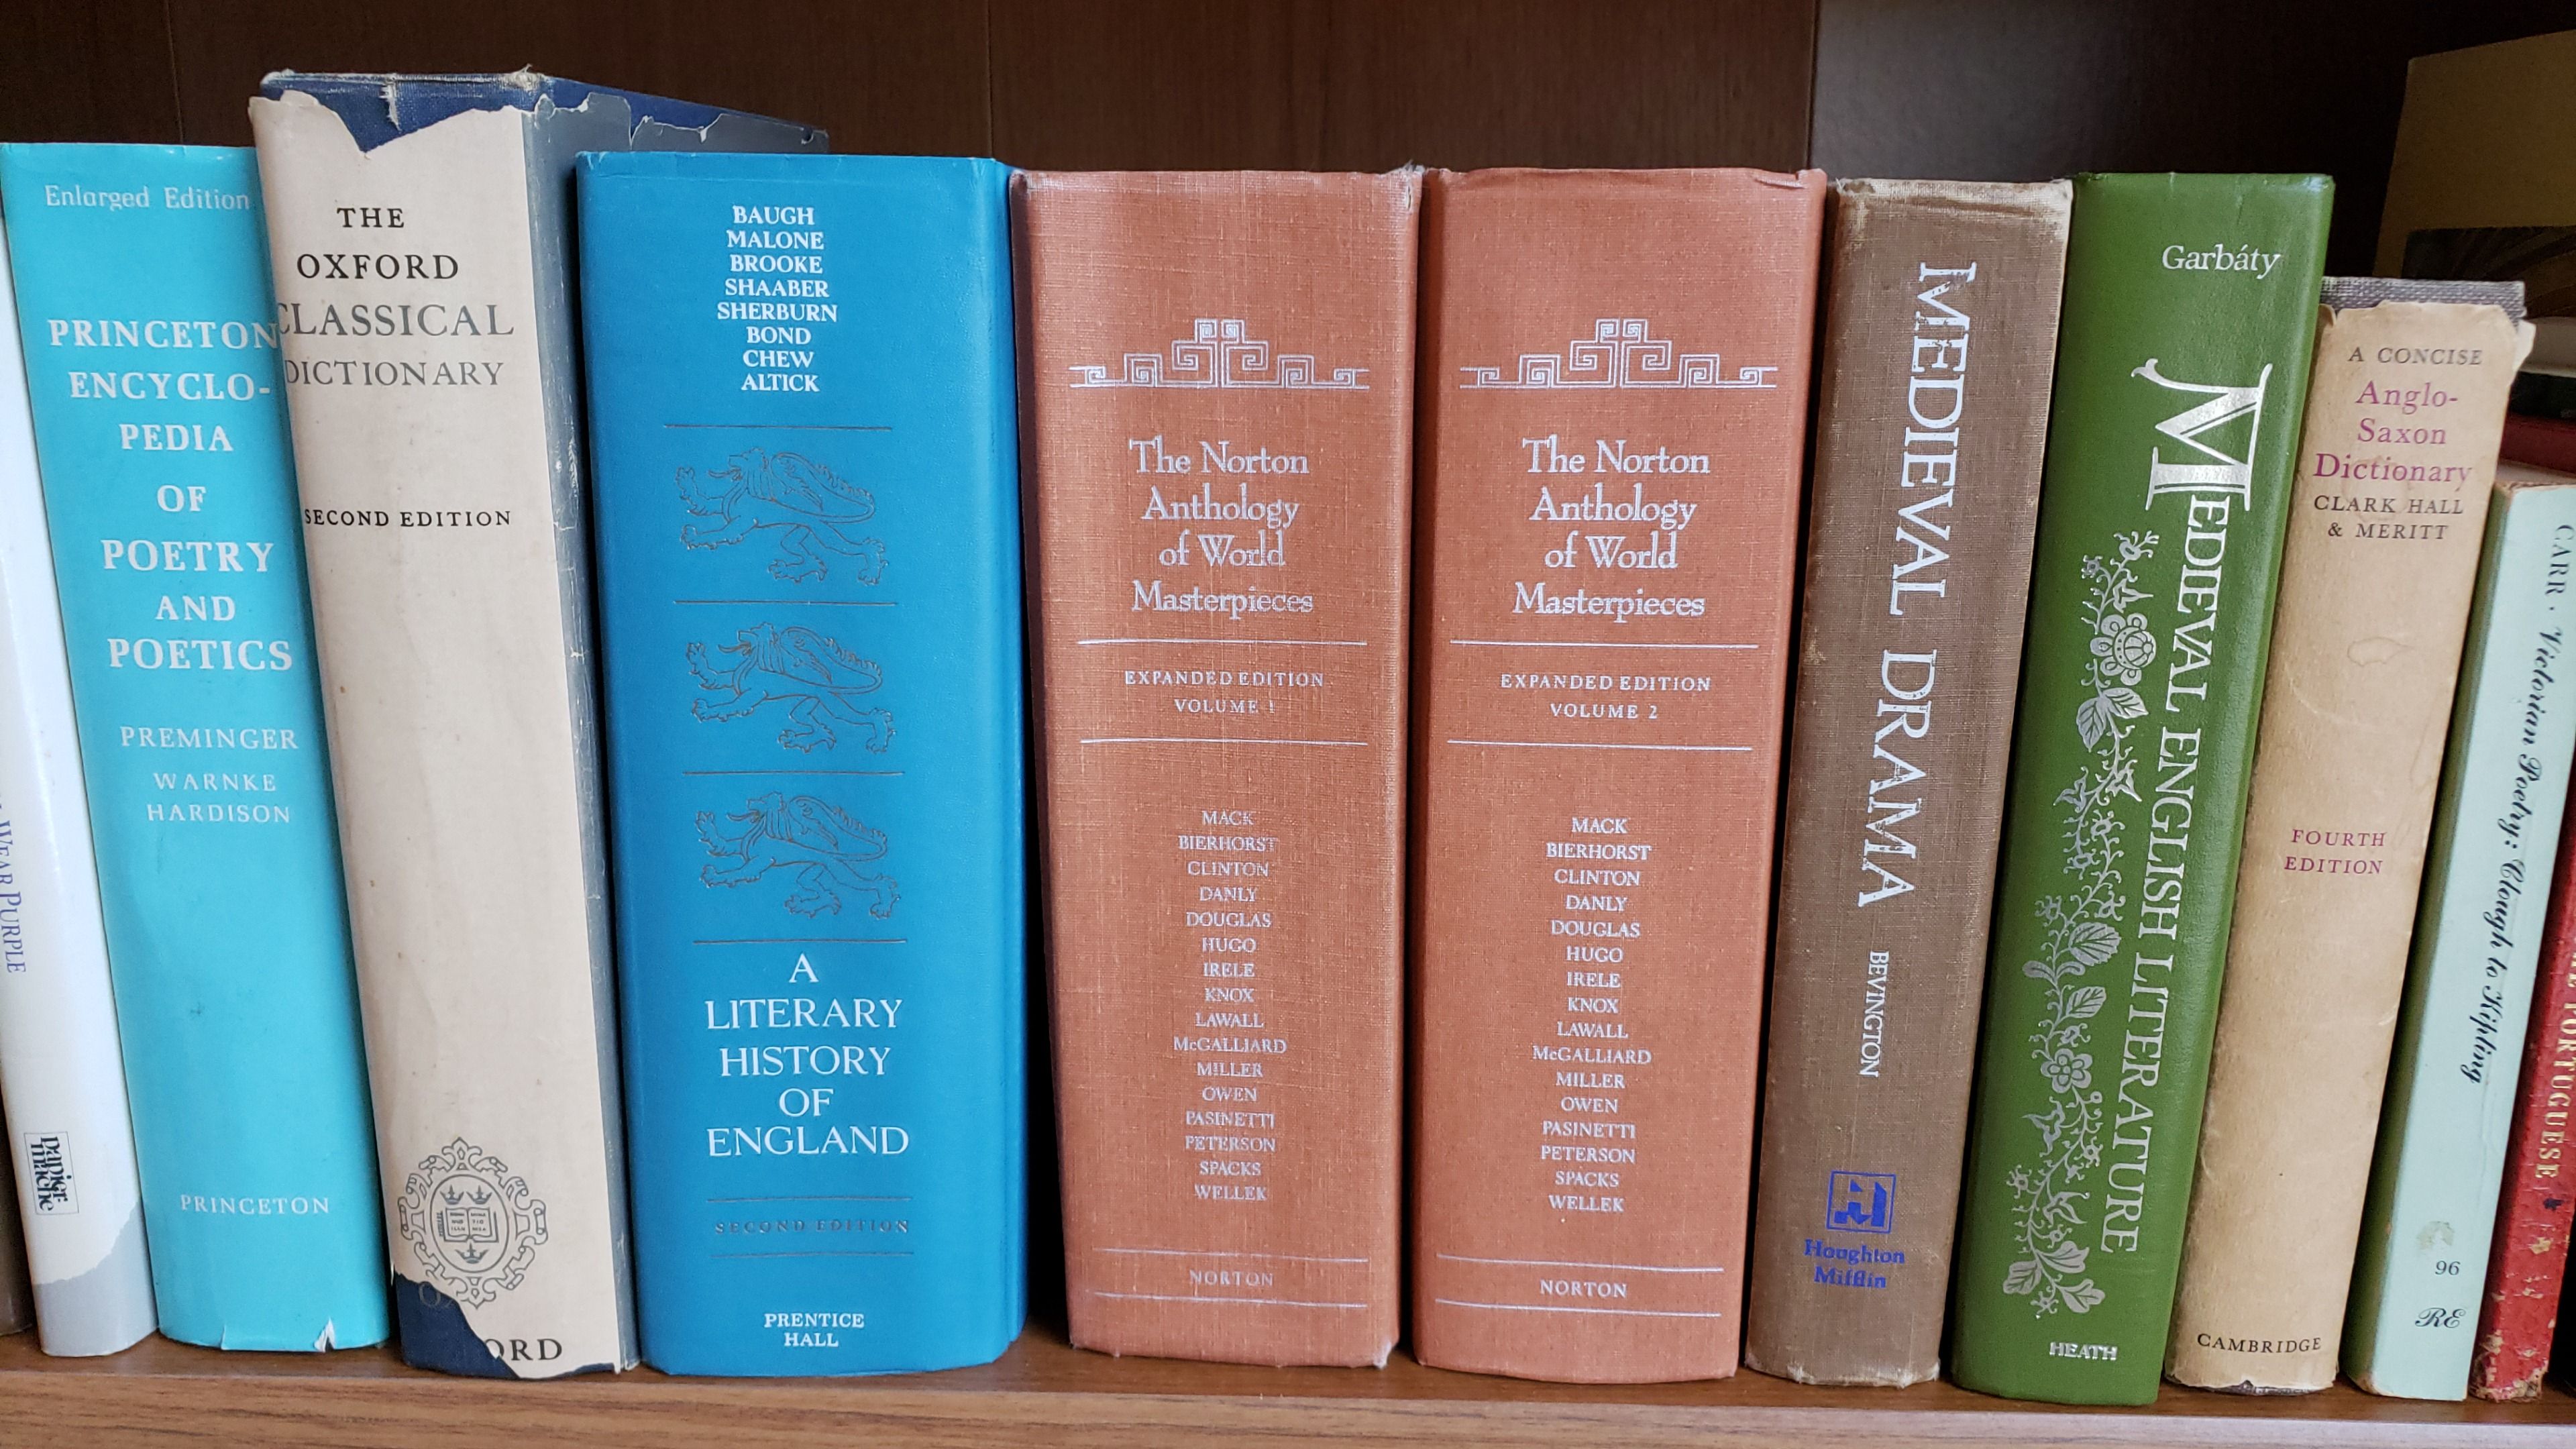 WEAR PURPLE
papier
mache
Enlarged Edition
PRINCETON
ENCYCLO-
PEDIA
OF
POETRY
AND
POETICS
PREMINGER
WARNKE
HARDISON
PRINCETON
THE
OXFORD
CLASSICAL
DICTIONARY
SECOND EDITION
ORD
BAUGH
MALONE
BROOKE
SHAABER
SHERBURN
BOND
CHEW
ALTICK
A
LITERARY
HISTORY
OF
ENGLAND
SECOND EDITION
PRENTICE
HALL
The Norton
Anthology
of World
Masterpieces
EXPANDED EDITION
VOLUME 1
MACK
BIERHORST
CLINTON
DANLY
DOUGLAS
HUGO
IRELE
KNOX
LAWALL
McGALLIARD
MILLER
OWEN
PASINETTI
PETERSON
SPACKS
WELLEK
NORTON
The Norton
Anthology
of World
Masterpieces
EXPANDED EDITION
VOLUME 2
MACK
BIERHORST
CLINTON
DANLY
DOUGLAS
HUGO
IRELE
KNOX
LAWALL
McGALLIARD
MILLER
OWEN
PASINETTI
PETERSON
SPACKS
WELLEK
NORTON
MEDIEVAL DRAMA BEVINGTON
Houghton
Mifflin
Garbáty
MEDIEVAL ENGLISH LITERATURE
HEATH
A CONCISE
Anglo-
Saxon
Dictionary
CLARK HALL
& MERITT
FOURTH
EDITION
CAMBRIDGE
CARR · Victorian Poetry: Clough to Kipling
96
RE
PORTUGUESE